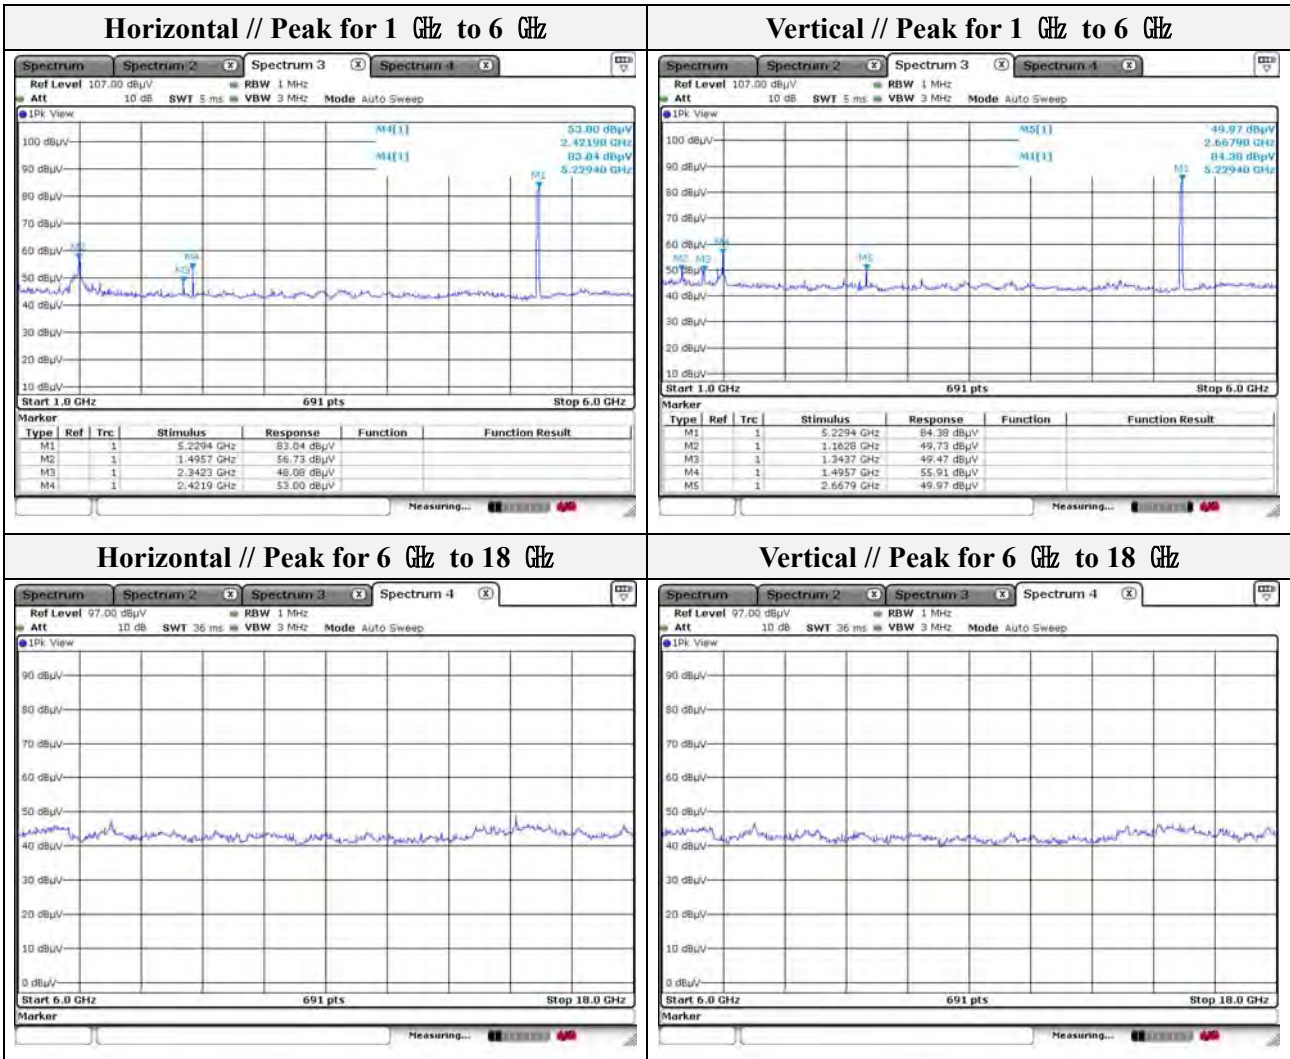 Horizontal // Peak for 1 ㎓ to 6 ㎓
Spectrum Spectrum 2 Spectrum 3 Spectrum 4
Ref Level 107.00 dBµV RBW 1 MHz
Att 10 dB SWT 5 ms VBW 3 MHz Mode Auto Sweep
1Pk View
M4[1] 53.00 dBµV
2.42190 GHz
M1[1] 83.04 dBµV
5.22940 GHz
100 dBµV
90 dBµV
80 dBµV
70 dBµV
60 dBµV
50 dBµV
40 dBµV
30 dBµV
20 dBµV
10 dBµV
M1
M2
M3
M4
Start 1.0 GHz 691 pts Stop 6.0 GHz
Marker
Type Ref Trc Stimulus Response Function Function Result
M1 1 5.2294 GHz 83.04 dBµV
M2 1 1.4957 GHz 56.73 dBµV
M3 1 2.3423 GHz 48.08 dBµV
M4 1 2.4219 GHz 53.00 dBµV
Measuring...
Vertical // Peak for 1 ㎓ to 6 ㎓
Spectrum Spectrum 2 Spectrum 3 Spectrum 4
Ref Level 107.00 dBµV RBW 1 MHz
Att 10 dB SWT 5 ms VBW 3 MHz Mode Auto Sweep
1Pk View
M5[1] 49.97 dBµV
2.66790 GHz
M1[1] 84.38 dBµV
5.22940 GHz
100 dBµV
90 dBµV
80 dBµV
70 dBµV
60 dBµV
50 dBµV
40 dBµV
30 dBµV
20 dBµV
10 dBµV
M1
M2 M3
M4
M5
Start 1.0 GHz 691 pts Stop 6.0 GHz
Marker
Type Ref Trc Stimulus Response Function Function Result
M1 1 5.2294 GHz 84.38 dBµV
M2 1 1.1628 GHz 49.73 dBµV
M3 1 1.3437 GHz 49.47 dBµV
M4 1 1.4957 GHz 55.91 dBµV
M5 1 2.6679 GHz 49.97 dBµV
Measuring...
Horizontal // Peak for 6 ㎓ to 18 ㎓
Spectrum Spectrum 2 Spectrum 3 Spectrum 4
Ref Level 97.00 dBµV RBW 1 MHz
Att 10 dB SWT 36 ms VBW 3 MHz Mode Auto Sweep
1Pk View
90 dBµV
80 dBµV
70 dBµV
60 dBµV
50 dBµV
40 dBµV
30 dBµV
20 dBµV
10 dBµV
0 dBµV
Start 6.0 GHz 691 pts Stop 18.0 GHz
Marker
Measuring...
Vertical // Peak for 6 ㎓ to 18 ㎓
Spectrum Spectrum 2 Spectrum 3 Spectrum 4
Ref Level 97.00 dBµV RBW 1 MHz
Att 10 dB SWT 36 ms VBW 3 MHz Mode Auto Sweep
1Pk View
90 dBµV
80 dBµV
70 dBµV
60 dBµV
50 dBµV
40 dBµV
30 dBµV
20 dBµV
10 dBµV
0 dBµV
Start 6.0 GHz 691 pts Stop 18.0 GHz
Marker
Measuring...